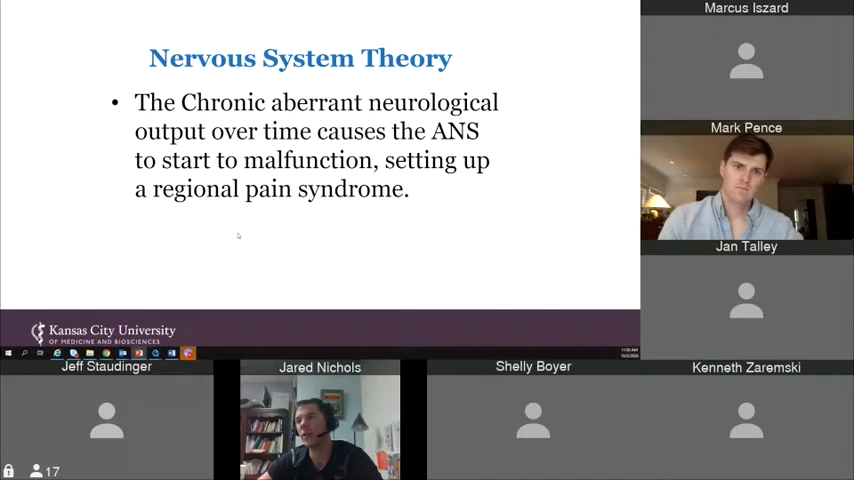 Nervous System Theory
• The Chronic aberrant neurological
output over time causes the ANS
to start to malfunction, setting up
a regional pain syndrome.
Kansas City University
OF MEDICINE AND BIOSCIENCES
Marcus Iszard
Mark Pence
Jan Talley
Jeff Staudinger
Jared Nichols
Shelly Boyer
Kenneth Zaremski
17